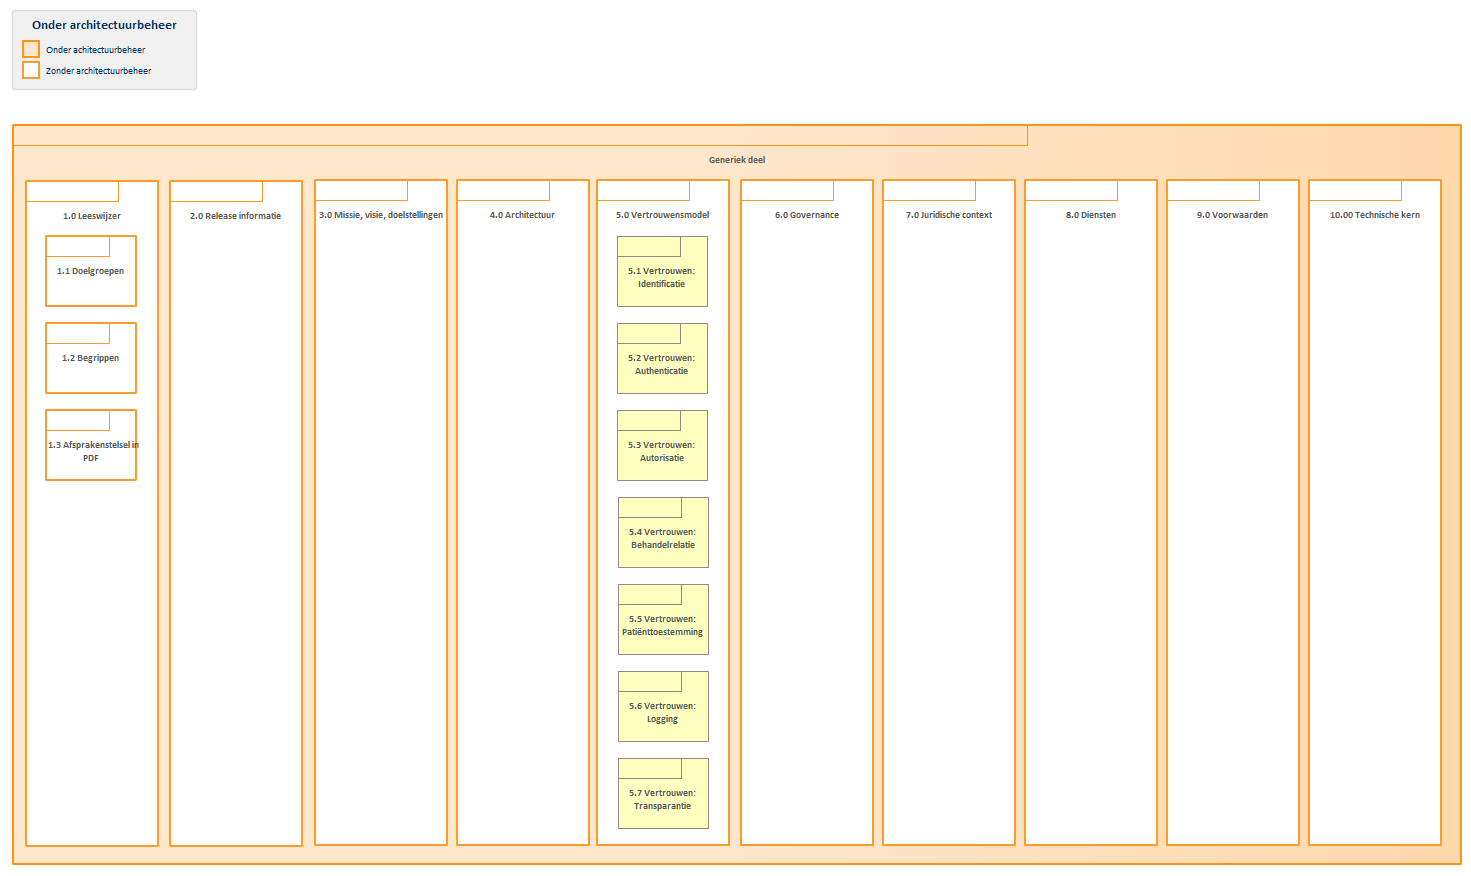 Onder architectuurbeheer
Onder achitectuurbeheer
Zonder architectuurbeheer
Generiek deel
1.0 Leeswijzer
1.1 Doelgroepen
1.2 Begrippen
1.3 Afsprakenstelsel in
PDF
2.0 Release informatie
3.0 Missie, visie, doelstellingen
4.0 Architectuur
5.0 Vertrouwensmodel
5.1 Vertrouwen:
Identificatie
5.2 Vertrouwen:
Authenticatie
5.3 Vertrouwen:
Autorisatie
5.4 Vertrouwen:
Behandelrelatie
5.5 Vertrouwen:
Patiënttoestemming
5.6 Vertrouwen:
Logging
5.7 Vertrouwen:
Transparantie
6.0 Governance
7.0 Juridische context
8.0 Diensten
9.0 Voorwaarden
10.00 Technische kern